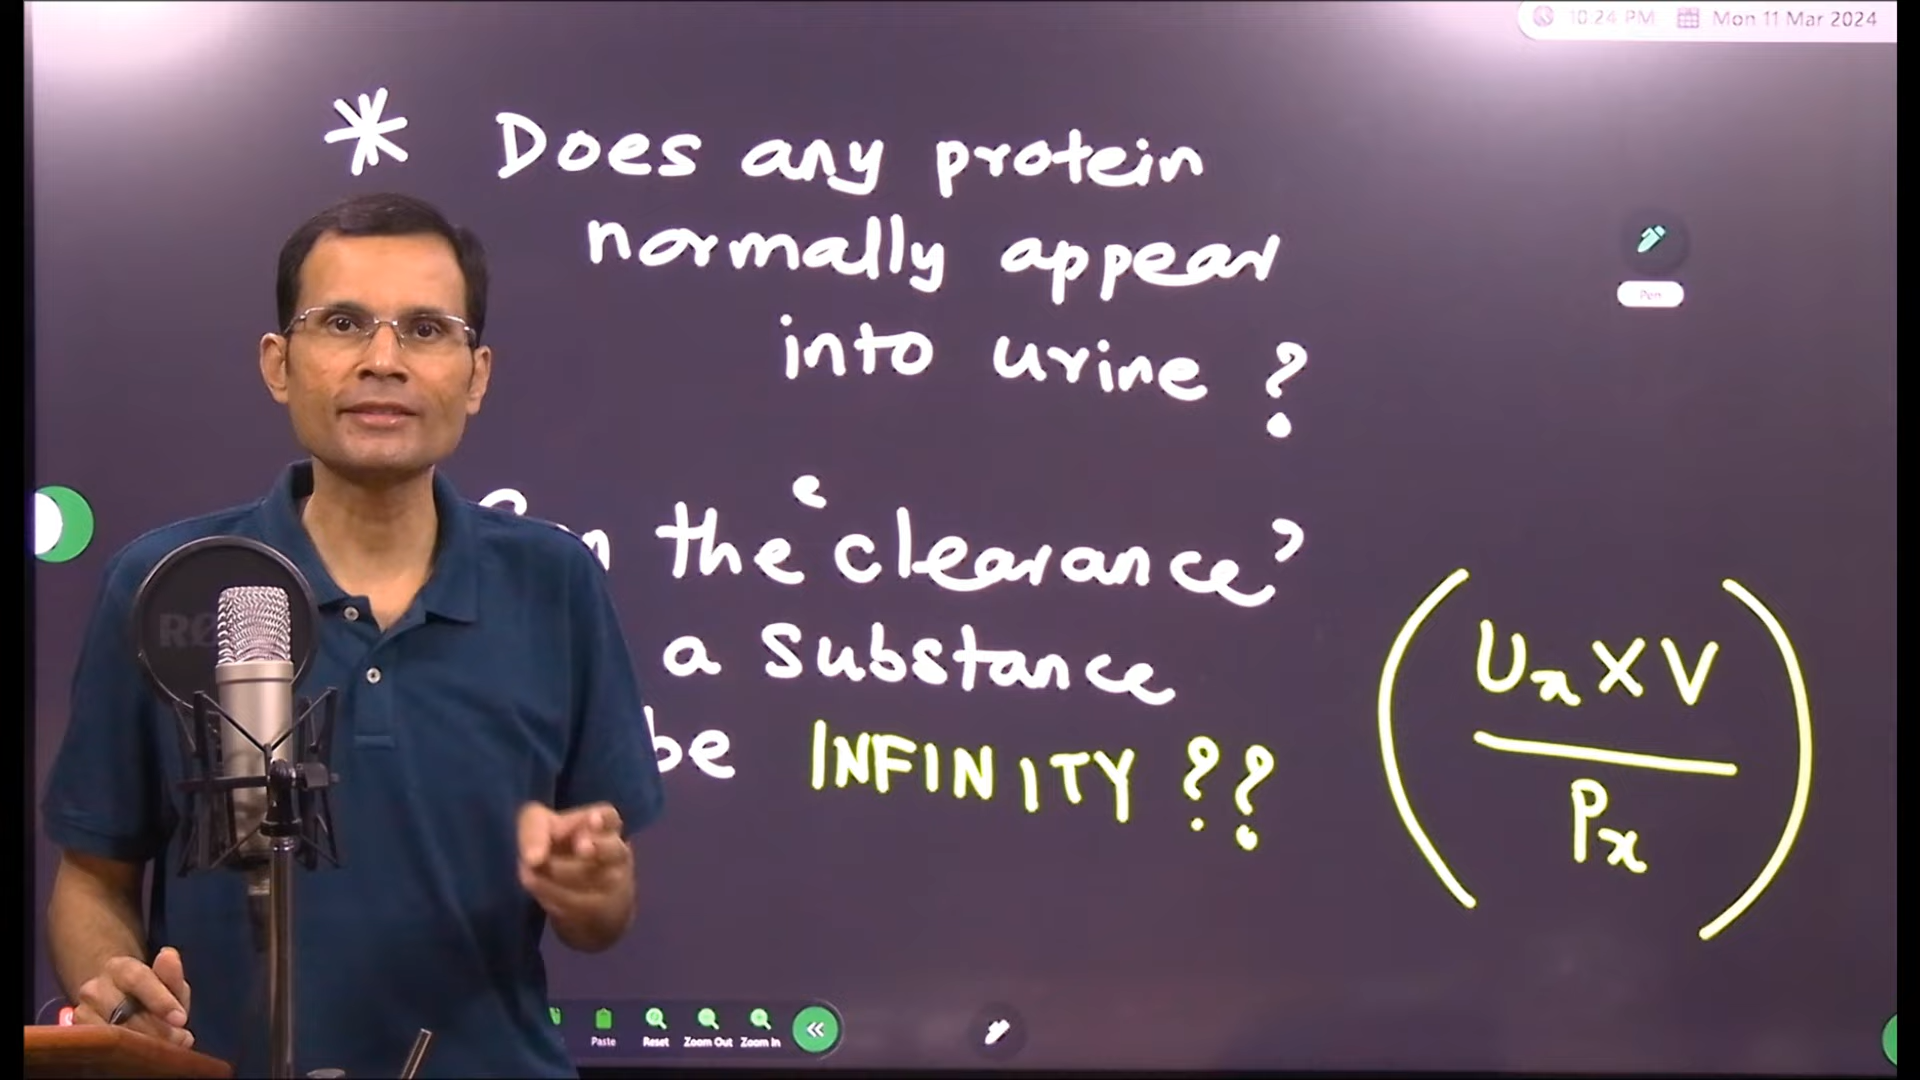 10:24 PM Mon 11 Mar 2024
* Does any protein
normally appear
into urine ?
Pen
the 'clearance'
a substance
be INFINITY ??
Ux X V
Px
Paste Reset Zoom Out Zoom In